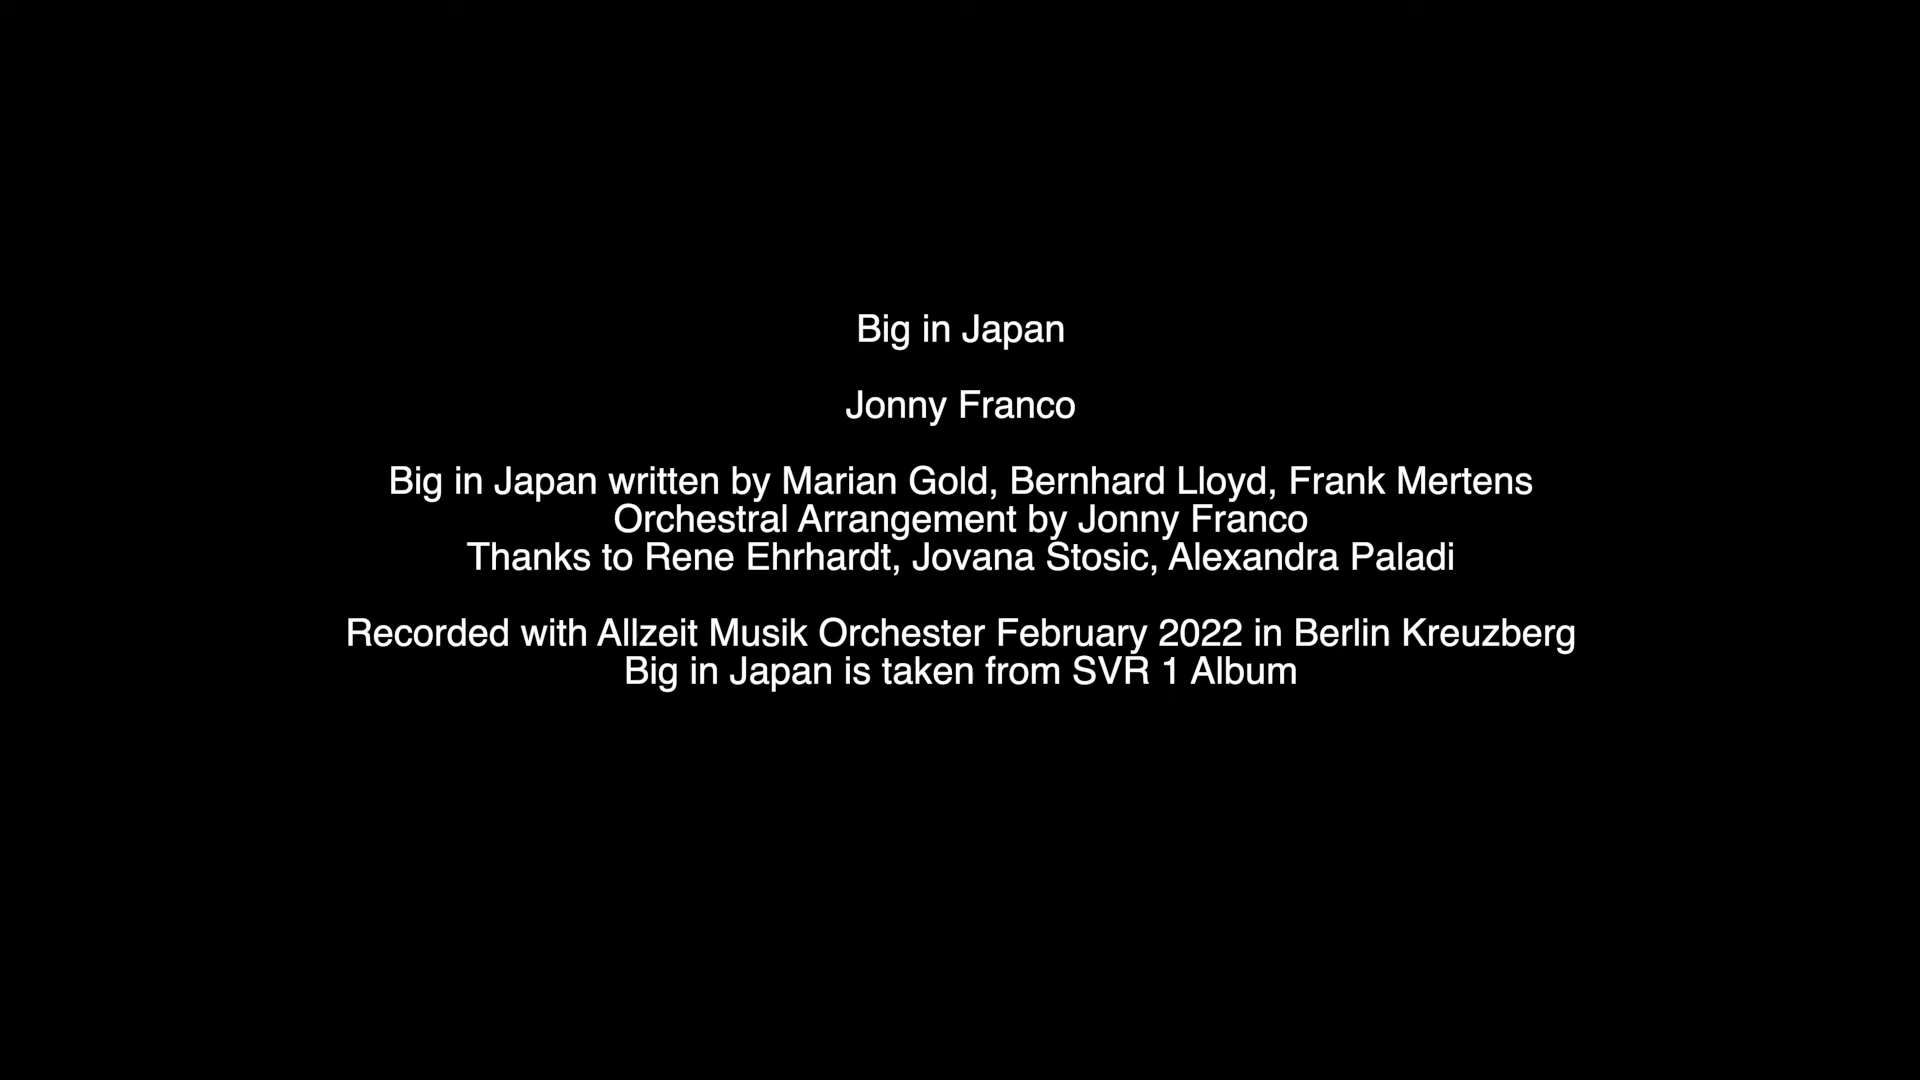 Big in Japan
Jonny Franco
Big in Japan written by Marian Gold, Bernhard Lloyd, Frank Mertens
Orchestral Arrangement by Jonny Franco
Thanks to Rene Ehrhardt, Jovana Stosic, Alexandra Paladi
Recorded with Allzeit Musik Orchester February 2022 in Berlin Kreuzberg
Big in Japan is taken from SVR 1 Album